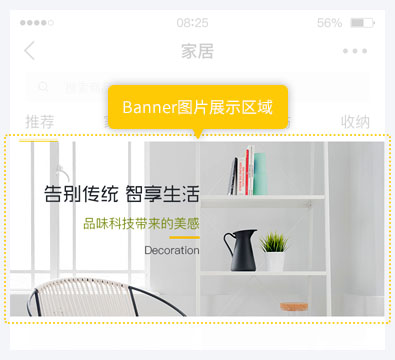 08:25
56%
家居
搜索
Banner图片展示区域
推荐
收纳
告别传统 智享生活
品味科技带来的美感
Decoration